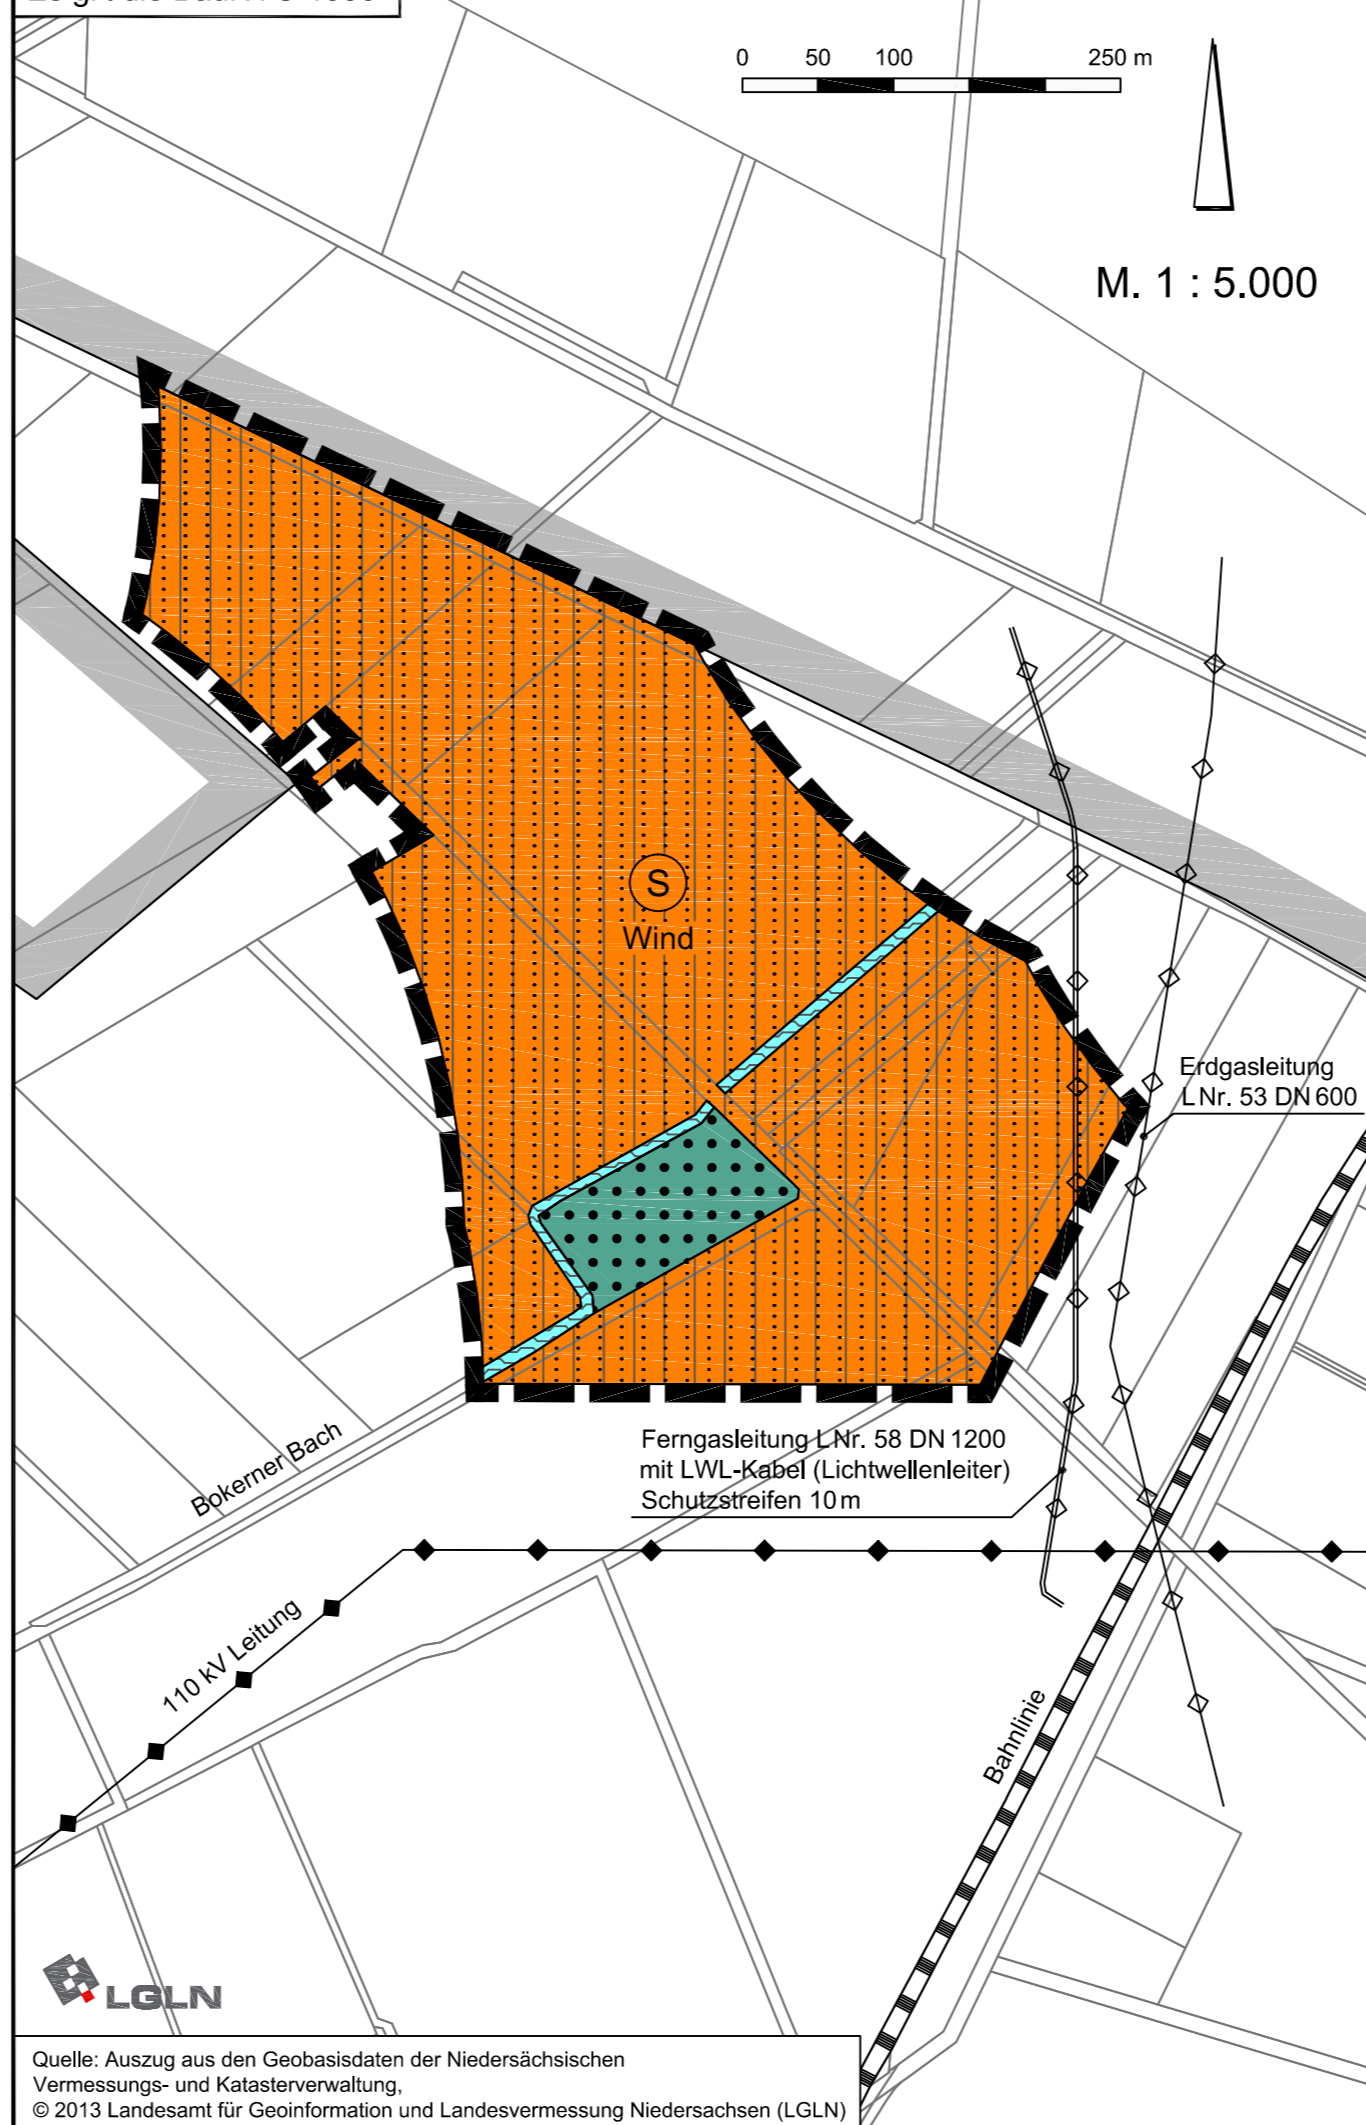 0 50 100 250 m
M. 1 : 5.000
S
Wind
Erdgasleitung
LNr. 53 DN 600
Ferngasleitung LNr. 58 DN 1200
mit LWL-Kabel (Lichtwellenleiter)
Schutzstreifen 10 m
Bokerner Bach
110 kV Leitung
Bahnlinie
LGLN
Quelle: Auszug aus den Geobasisdaten der Niedersächsischen
Vermessungs- und Katasterverwaltung,
© 2013 Landesamt für Geoinformation und Landesvermessung Niedersachsen (LGLN)